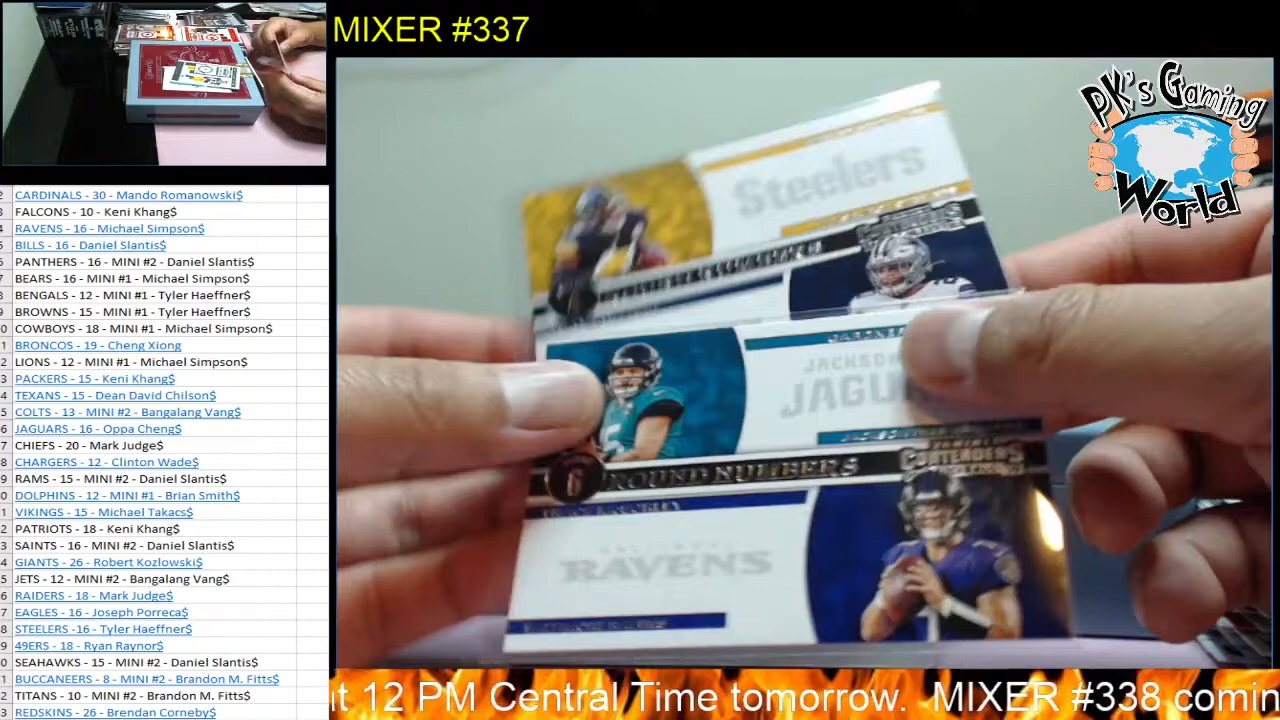 MIXER #337
PK's Gaming World
CARDINALS - 30 - Mando Romanowski$
FALCONS - 10 - Keni Khang$
RAVENS - 16 - Michael Simpson$
BILLS - 16 - Daniel Slantis$
PANTHERS - 16 - MINI #2 - Daniel Slantis$
BEARS - 16 - MINI #1 - Michael Simpson$
BENGALS - 12 - MINI #1 - Tyler Haeffner$
BROWNS - 15 - MINI #1 - Tyler Haeffner$
COWBOYS - 18 - MINI #1 - Michael Simpson$
BRONCOS - 19 - Cheng Xiong
LIONS - 12 - MINI #1 - Michael Simpson$
PACKERS - 15 - Keni Khang$
TEXANS - 15 - Dean David Chilson$
COLTS - 13 - MINI #2 - Bangalang Vang$
JAGUARS - 16 - Oppa Cheng$
CHIEFS - 20 - Mark Judge$
CHARGERS - 12 - Clinton Wade$
RAMS - 15 - MINI #2 - Daniel Slantis$
DOLPHINS - 12 - MINI #1 - Brian Smith$
VIKINGS - 15 - Michael Takacs$
PATRIOTS - 18 - Keni Khang$
SAINTS - 16 - MINI #2 - Daniel Slantis$
GIANTS - 26 - Robert Kozlowski$
JETS - 12 - MINI #2 - Bangalang Vang$
RAIDERS - 18 - Mark Judge$
EAGLES - 16 - Joseph Porreca$
STEELERS -16 - Tyler Haeffner$
49ERS - 18 - Ryan Raynor$
SEAHAWKS - 15 - MINI #2 - Daniel Slantis$
BUCCANEERS - 8 - MINI #2 - Brandon M. Fitts$
TITANS - 10 - MINI #2 - Brandon M. Fitts$
REDSKINS - 26 - Brendan Corneby$
Steelers
JACKSON
JAGU
6 ROUND NUMBERS
CONTENDERS
RAVENS
t 12 PM Central Time tomorrow. MIXER #338 comin